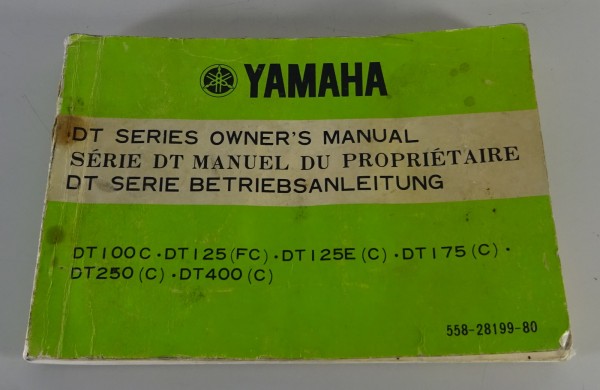 YAMAHA
DT SERIES OWNER'S MANUAL
SÉRIE DT MANUEL DU PROPRIÉTAIRE
DT SERIE BETRIEBSANLEITUNG
DT100C · DT125(FC) · DT125E(C) · DT175(C) ·
DT250(C) · DT400(C)
558-28199-80